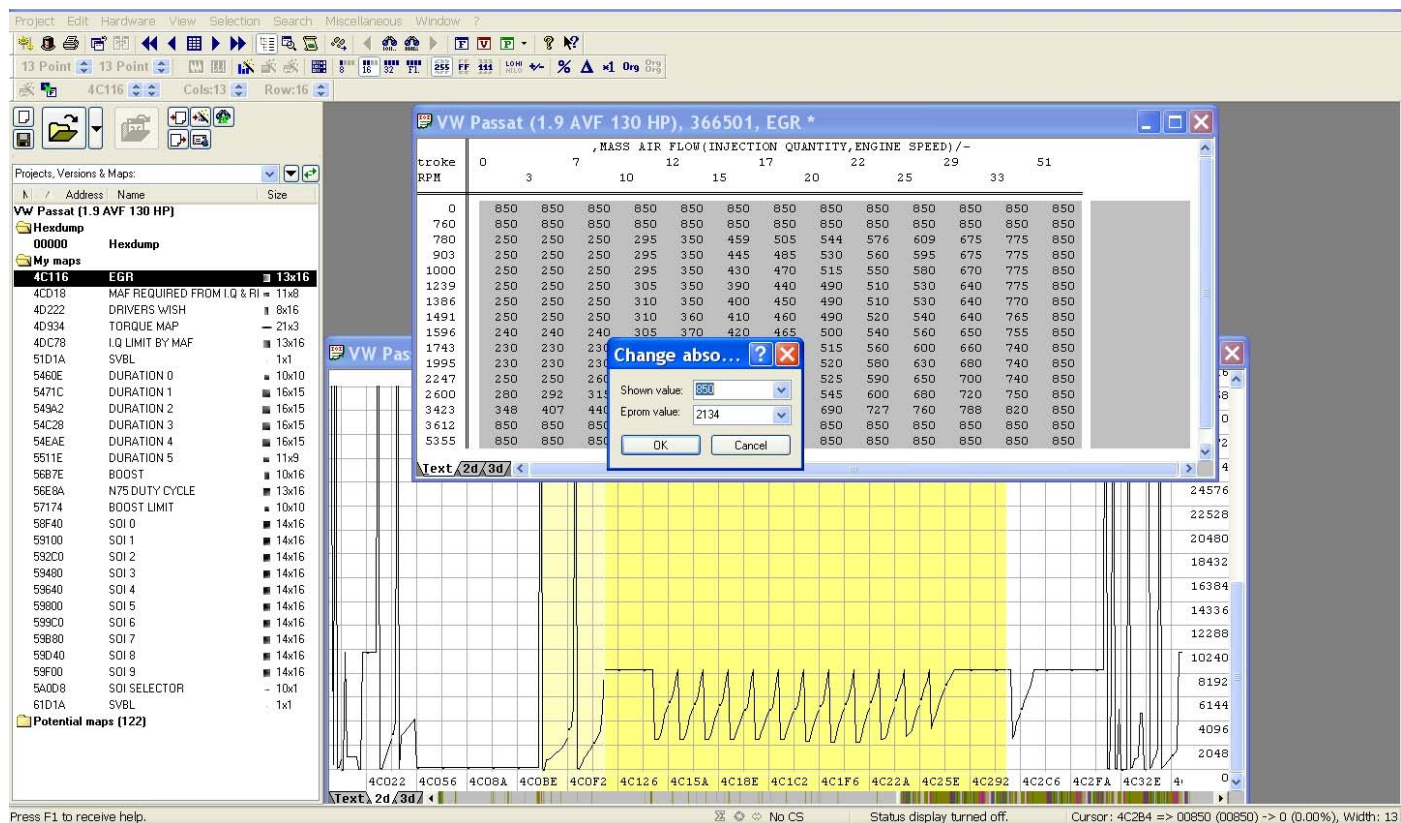 Project Edit Hardware View Selection Search Miscellaneous Window ?
13 Point 13 Point 8 16 32 Fl. 255 FF 111 LOHI HILO +/- % Δ ×1 Org Org
4C116 Cols:13 Row:16
Projects, Versions & Maps:
Address Name Size
VW Passat (1.9 AVF 130 HP)
Hexdump
00000 Hexdump
My maps
4C116 EGR 13x16
4CD18 MAF REQUIRED FROM I.Q & RI 11x8
4D222 DRIVERS WISH 8x16
4D934 TORQUE MAP 21x3
4DC78 I.Q LIMIT BY MAF 13x16
51D1A SVBL 1x1
5460E DURATION 0 10x10
5471C DURATION 1 16x15
549A2 DURATION 2 16x15
54C28 DURATION 3 16x15
54EAE DURATION 4 16x15
5511E DURATION 5 11x9
56B7E BOOST 10x16
56E8A N75 DUTY CYCLE 13x16
57174 BOOST LIMIT 10x10
58F40 SOI 0 14x16
59100 SOI 1 14x16
592C0 SOI 2 14x16
59480 SOI 3 14x16
59640 SOI 4 14x16
59800 SOI 5 14x16
599C0 SOI 6 14x16
59B80 SOI 7 14x16
59D40 SOI 8 14x16
59F00 SOI 9 14x16
5A0D8 SOI SELECTOR 10x1
61D1A SVBL 1x1
Potential maps (122)
VW Passat (1.9 AVF 130 HP), 366501, EGR *
,MASS AIR FLOW(INJECTION QUANTITY,ENGINE SPEED)/-
troke 0 7 12 17 22 29 51
RPM 3 10 15 20 25 33
0 850 850 850 850 850 850 850 850 850 850 850 850 850
760 850 850 850 850 850 850 850 850 850 850 850 850 850
780 250 250 250 295 350 459 505 544 576 609 675 775 850
903 250 250 250 295 350 445 485 530 560 595 675 775 850
1000 250 250 250 295 350 430 470 515 550 580 670 775 850
1239 250 250 250 305 350 390 440 490 510 530 640 775 850
1386 250 250 250 310 350 400 450 490 510 530 640 770 850
1491 250 250 250 310 360 410 460 490 520 540 640 765 850
1596 240 240 240 305 370 420 465 500 540 560 650 755 850
1743 230 230 230 515 560 600 660 740 850
1995 230 230 230 520 580 630 680 740 850
2247 250 250 260 525 590 650 700 740 850
2600 280 292 315 545 600 680 720 750 850
3423 348 407 440 690 727 760 788 820 850
3612 850 850 850 850 850 850 850 850 850
5355 850 850 850 850 850 850 850 850 850
Text 2d 3d
Change abso...
Shown value: 850
Eprom value: 2134
OK Cancel
VW Pas
24576
22528
20480
18432
16384
14336
12288
10240
8192
6144
4096
2048
0
4C022 4C056 4C08A 4C0BE 4C0F2 4C126 4C15A 4C18E 4C1C2 4C1F6 4C22A 4C25E 4C292 4C2C6 4C2FA 4C32E
Text 2d 3d
Press F1 to receive help. No CS Status display turned off. Cursor: 4C2B4 => 00850 (00850) -> 0 (0.00%), Width: 13